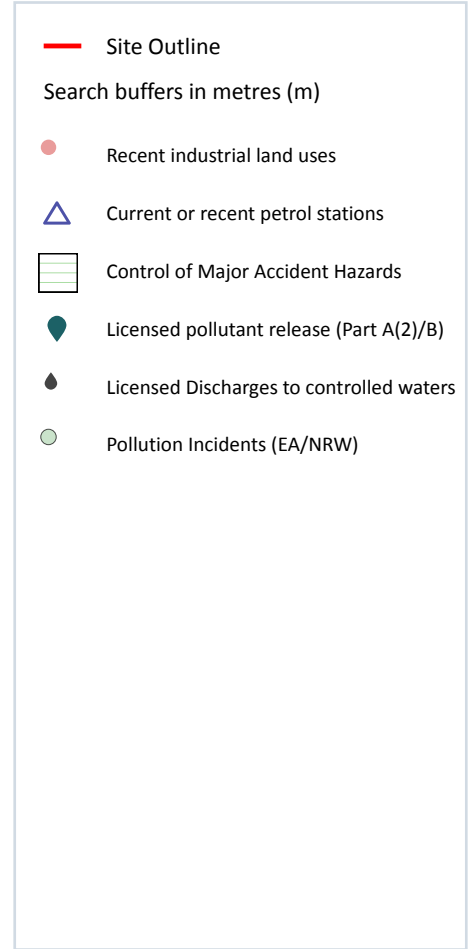 Site Outline
Search buffers in metres (m)
Recent industrial land uses
Current or recent petrol stations
Control of Major Accident Hazards
Licensed pollutant release (Part A(2)/B)
Licensed Discharges to controlled waters
Pollution Incidents (EA/NRW)